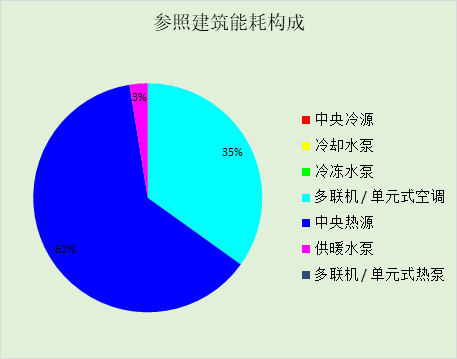 参照建筑能耗构成
3%
35%
62%
中央冷源
冷却水泵
冷冻水泵
多联机/单元式空调
中央热源
供暖水泵
多联机/单元式热泵